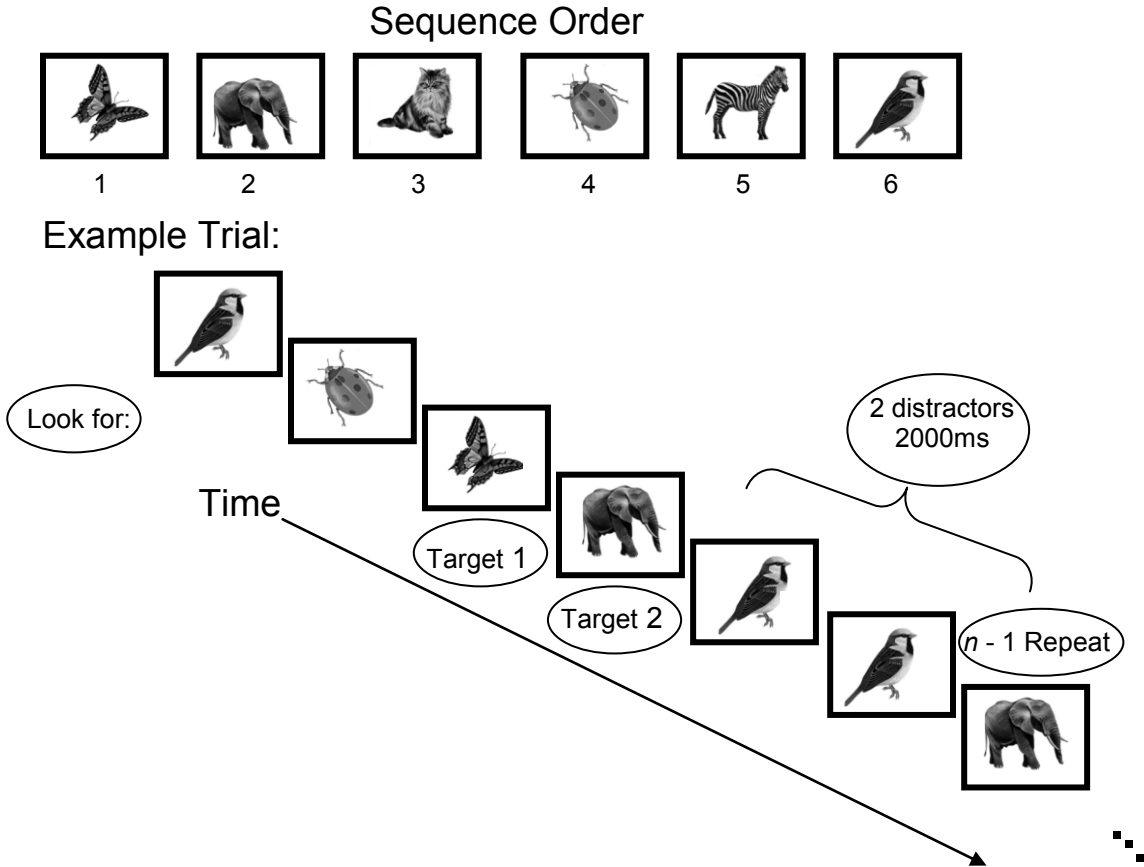 Sequence Order
1
2
3
4
5
6
Example Trial:
Look for:
2 distractors
2000ms
Time
Target 1
Target 2
n - 1 Repeat